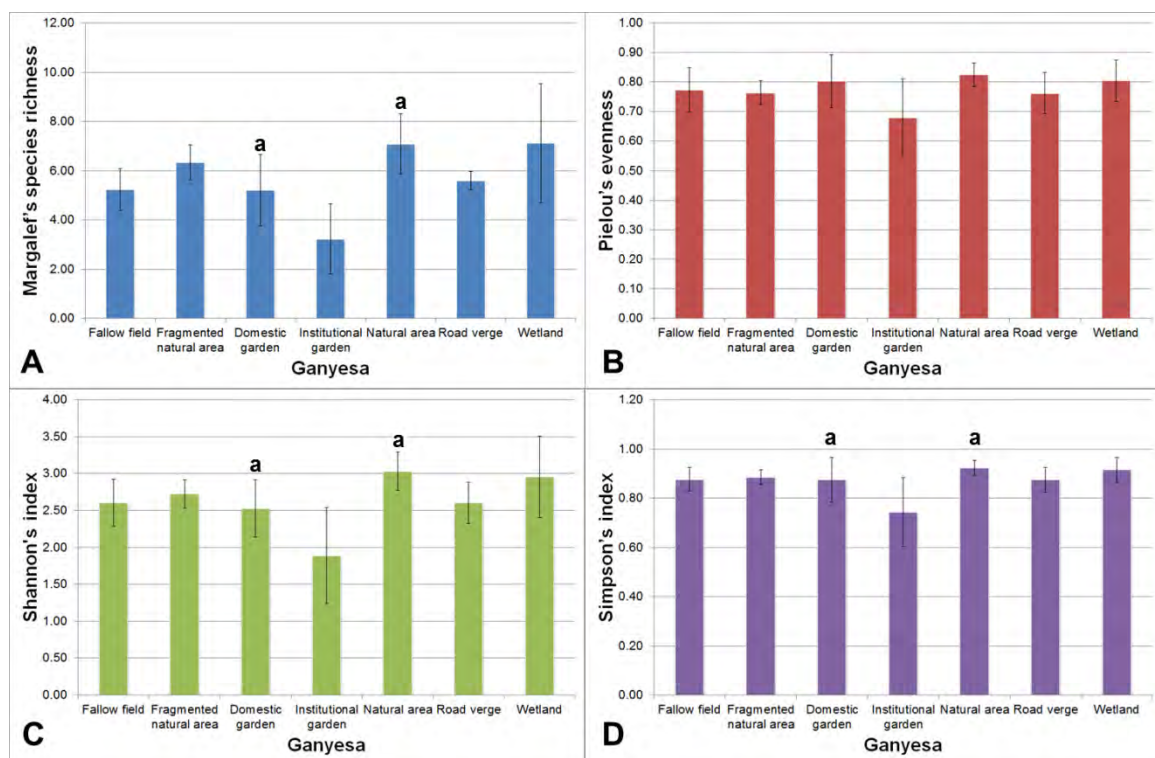 Margalef's species richness
12.00
10.00
8.00
6.00
4.00
2.00
0.00
a
a
Fallow field Fragmented natural area Domestic garden Institutional garden Natural area Road verge Wetland
A
Ganyesa
Pielou's evenness
1.00
0.90
0.80
0.70
0.60
0.50
0.40
0.30
0.20
0.10
0.00
Fallow field Fragmented natural area Domestic garden Institutional garden Natural area Road verge Wetland
B
Ganyesa
Shannon's index
4.00
3.50
3.00
2.50
2.00
1.50
1.00
0.50
0.00
a
a
Fallow field Fragmented natural area Domestic garden Institutional garden Natural area Road verge Wetland
C
Ganyesa
Simpson's index
1.20
1.00
0.80
0.60
0.40
0.20
0.00
a
a
Fallow field Fragmented natural area Domestic garden Institutional garden Natural area Road verge Wetland
D
Ganyesa